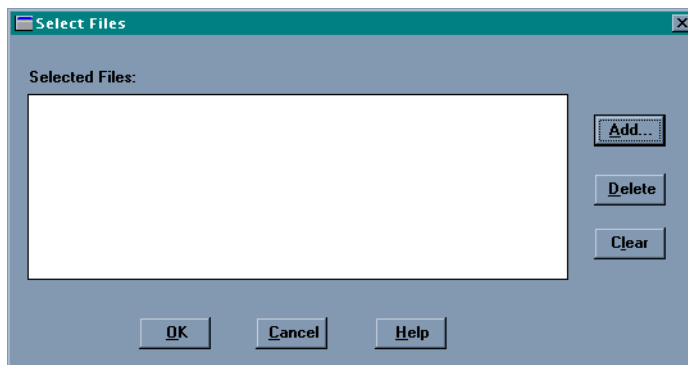 Select Files
Selected Files:
Add...
Delete
Clear
OK
Cancel
Help